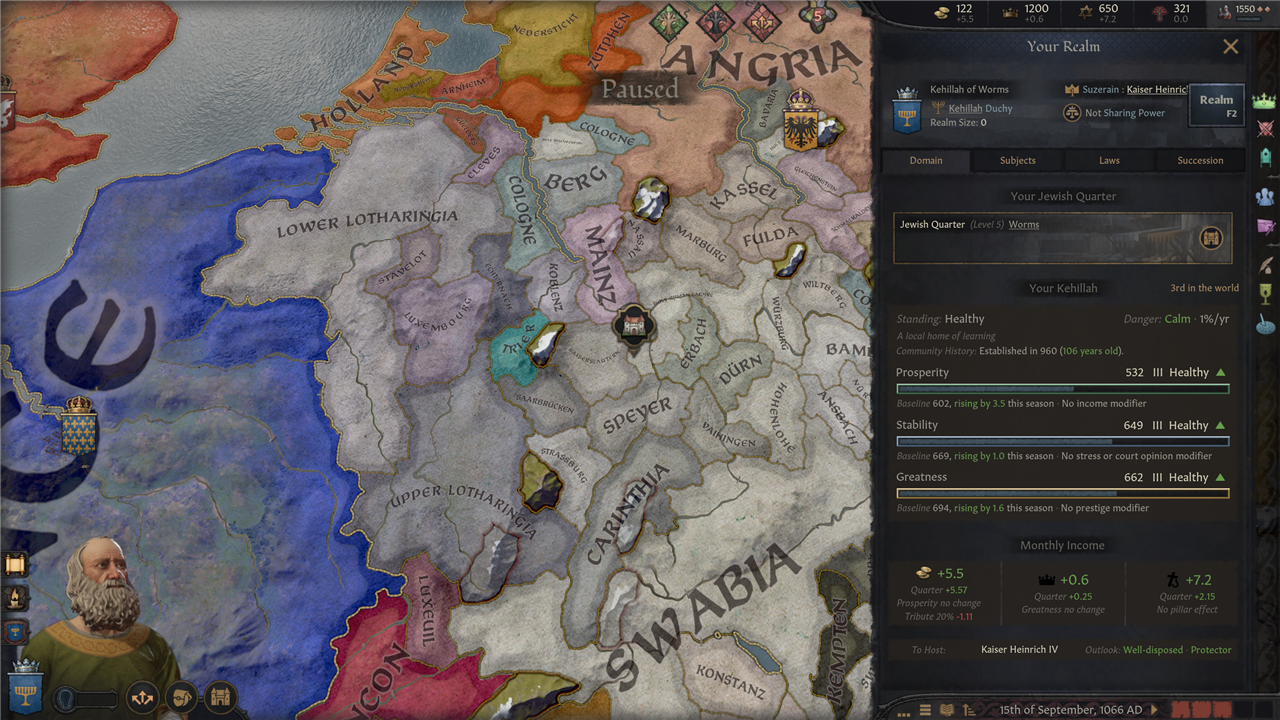 122
+5.5
1200
+0.6
650
+7.2
321
0.0
1550
5
Paused
Your Realm
Kehillah of Worms
Kehillah Duchy
Realm Size: 0
Suzerain : Kaiser Heinric
Not Sharing Power
Realm
F2
Domain
Subjects
Laws
Succession
Your Jewish Quarter
Jewish Quarter (Level 5) Worms
Your Kehillah
3rd in the world
Standing: Healthy
Danger: Calm · 1%/yr
A local home of learning
Community History: Established in 960 (106 years old).
Prosperity
532 III Healthy
Baseline 602, rising by 3.5 this season · No income modifier
Stability
649 III Healthy
Baseline 669, rising by 1.0 this season · No stress or court opinion modifier
Greatness
662 III Healthy
Baseline 694, rising by 1.6 this season · No prestige modifier
Monthly Income
+5.5
Quarter +5.57
Prosperity no change
Tribute 20% -1.11
+0.6
Quarter +0.25
Greatness no change
+7.2
Quarter +2.15
No pillar effect
To Host:
Kaiser Heinrich IV
Outlook: Well-disposed · Protector
15th of September, 1066 AD
NEDERSTICHT
ZUTPHEN
ANGRIA
HOLLAND
ARNHEIM
BAVARIA
COLOGNE
CLEVES
BERG
COLOGNE
KASSEL
GLEICHENSTEIN
LOWER LOTHARINGIA
MAINZ
NASSAU
MARBURG
FULDA
STAVELOT
KOBLENZ
WILTBERG
LUXEMBOURG
TRIER
ERBACH
WÜRZBURG
DÜRN
BAM
SAARBRÜCKEN
SPEYER
HOHENLOHE
ANSBACH
VAIHINGEN
STRASSBURG
UPPER LOTHARINGIA
CARINTHIA
SWABIA
LUXEUIL
KEMPTEN
KONSTANZ